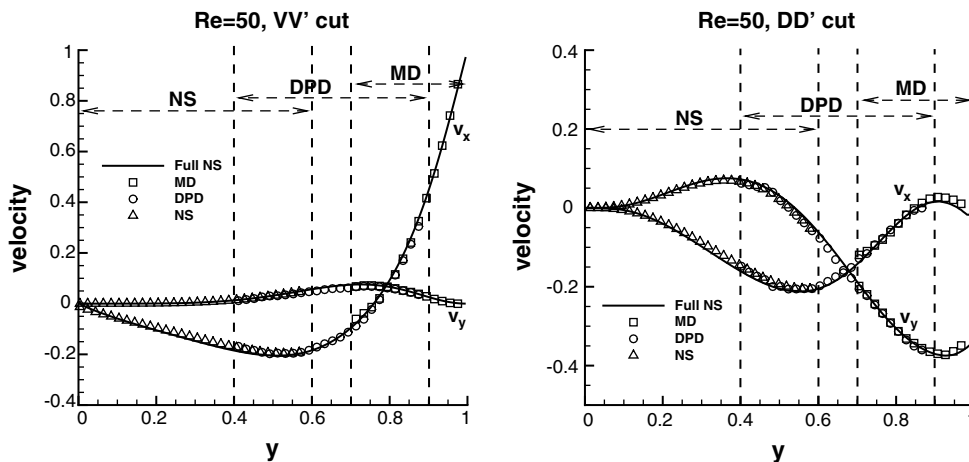 Re=50, VV' cut
1
0.8
0.6
0.4
0.2
0
-0.2
-0.4
velocity
0
0.2
0.4
0.6
0.8
1
y
NS
DPD
MD
Full NS
MD
DPD
NS
v_x
v_y
Re=50, DD' cut
0.4
0.2
0
-0.2
-0.4
velocity
0
0.2
0.4
0.6
0.8
y
NS
DPD
MD
v_x
v_y
Full NS
MD
DPD
NS